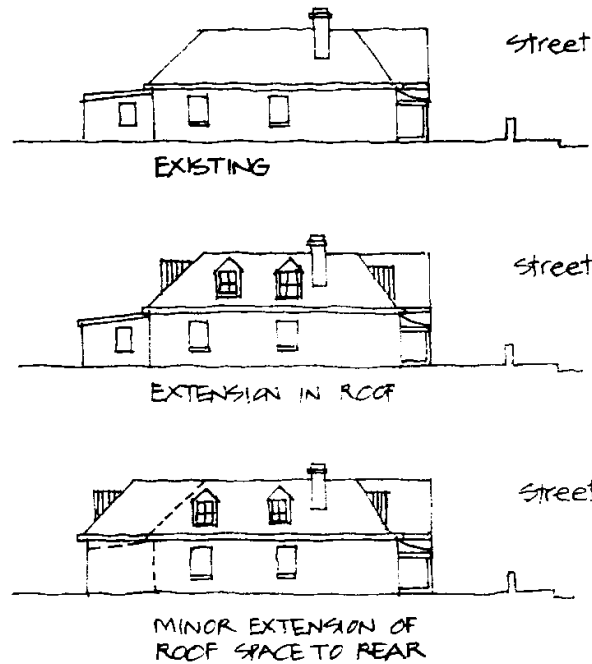 Street
EXISTING
Street
EXTENSION IN ROOF
Street
MINOR EXTENSION OF
ROOF SPACE TO REAR